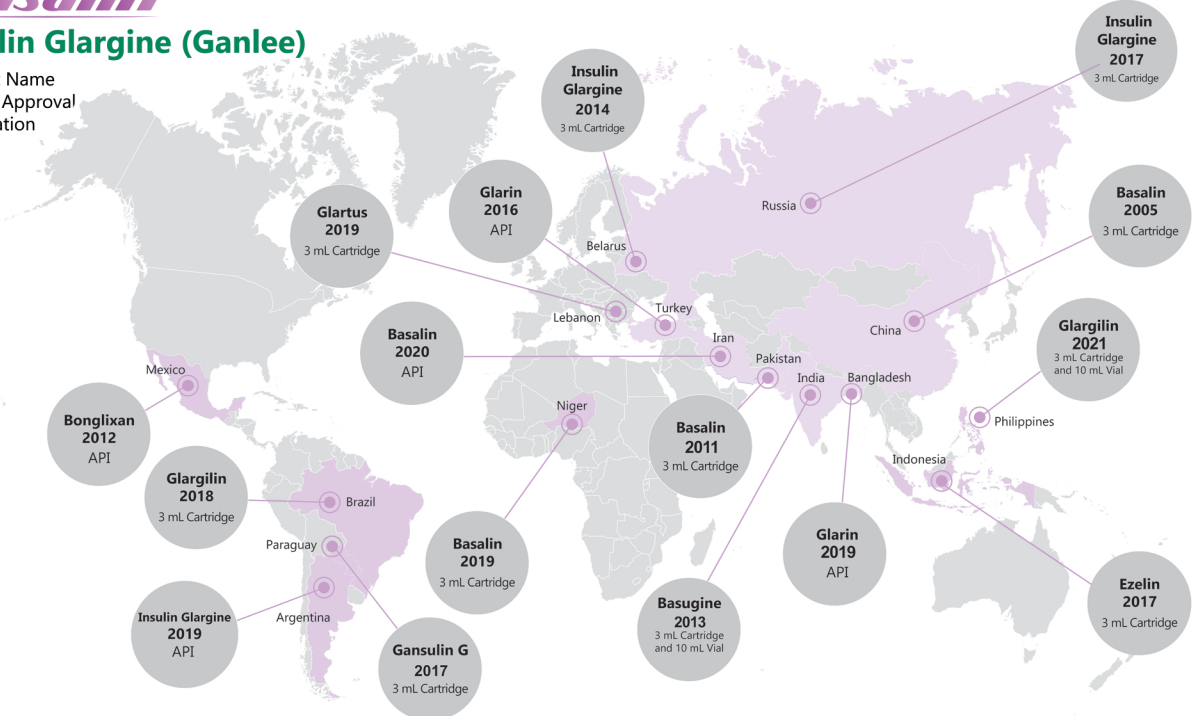 lin Glargine (Ganlee)
Name
Approval
ation
Insulin
Glargine
2017
3 mL Cartridge
Insulin
Glargine
2014
3 mL Cartridge
Glarin
2016
API
Glartus
2019
3 mL Cartridge
Basalin
2005
3 mL Cartridge
Russia
Belarus
Turkey
Lebanon
China
Iran
Basalin
2020
API
Glargilin
2021
3 mL Cartridge
and 10 mL Vial
Pakistan
India
Bangladesh
Mexico
Niger
Philippines
Bonglixan
2012
API
Basalin
2011
3 mL Cartridge
Indonesia
Glargilin
2018
3 mL Cartridge
Brazil
Paraguay
Basalin
2019
3 mL Cartridge
Glarin
2019
API
Ezelin
2017
3 mL Cartridge
Insulin Glargine
2019
API
Argentina
Basugine
2013
3 mL Cartridge
and 10 mL Vial
Gansulin G
2017
3 mL Cartridge